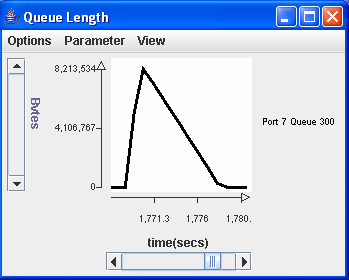 Queue Length
Options Parameter View
8,213,534
Bytes
4,106,767
Port 7 Queue 300
0
1,771.3 1,776 1,780.
time(secs)